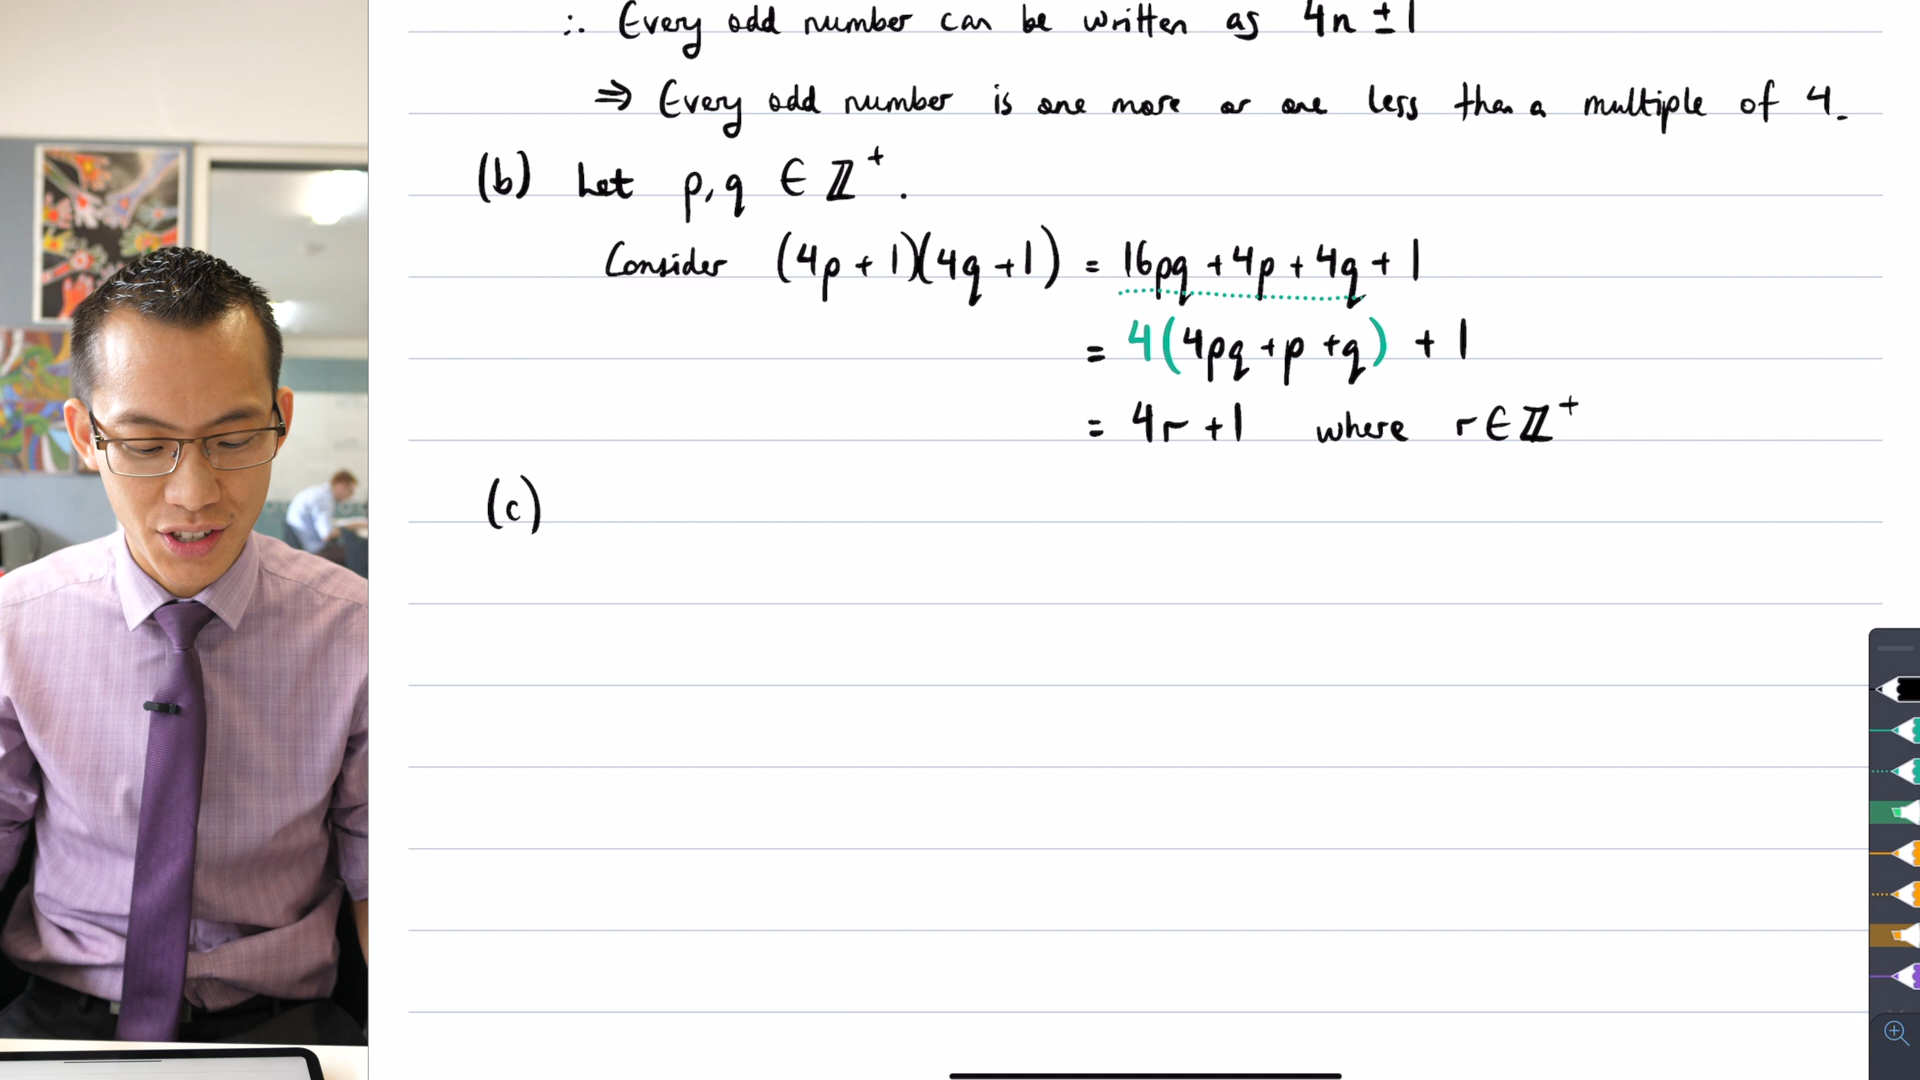 ∴ Every odd number can be written as 4n ± 1
⇒ Every odd number is one more or one less than a multiple of 4.
(b) Let p, q ∈ ℤ⁺.
Consider (4p + 1)(4q + 1) = 16pq + 4p + 4q + 1
= 4(4pq + p + q) + 1
= 4r + 1 where r ∈ ℤ⁺
(c)